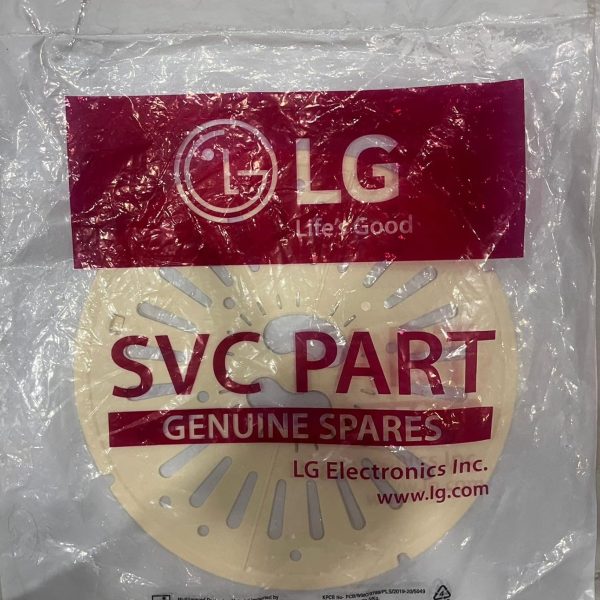 LG
Life's Good
SVC PART
GENUINE SPARES
LG Electronics Inc.
www.lg.com